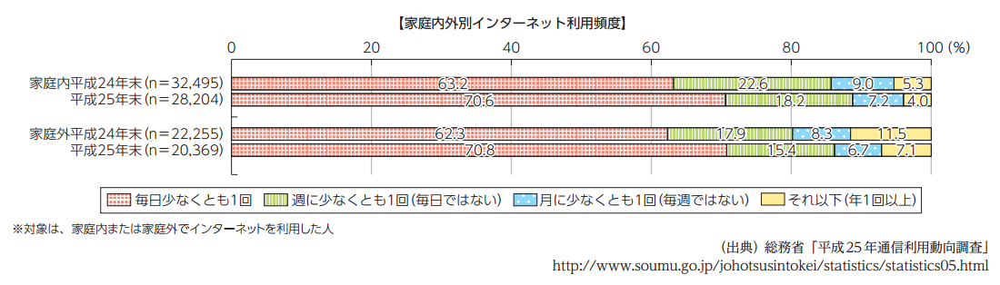 【家庭内外別インターネット利用頻度】
0 20 40 60 80 100 (%)
家庭内平成24年末(n=32,495) 63.2 22.6 9.0 5.3
平成25年末(n=28,204) 70.6 18.2 7.2 4.0
家庭外平成24年末(n=22,255) 62.3 17.9 8.3 11.5
平成25年末(n=20,369) 70.8 15.4 6.7 7.1
毎日少なくとも1回 週に少なくとも1回(毎日ではない) 月に少なくとも1回(毎週ではない) それ以下(年1回以上)
※対象は、家庭内または家庭外でインターネットを利用した人
（出典）総務省「平成25年通信利用動向調査」
http://www.soumu.go.jp/johotsusintokei/statistics/statistics05.html